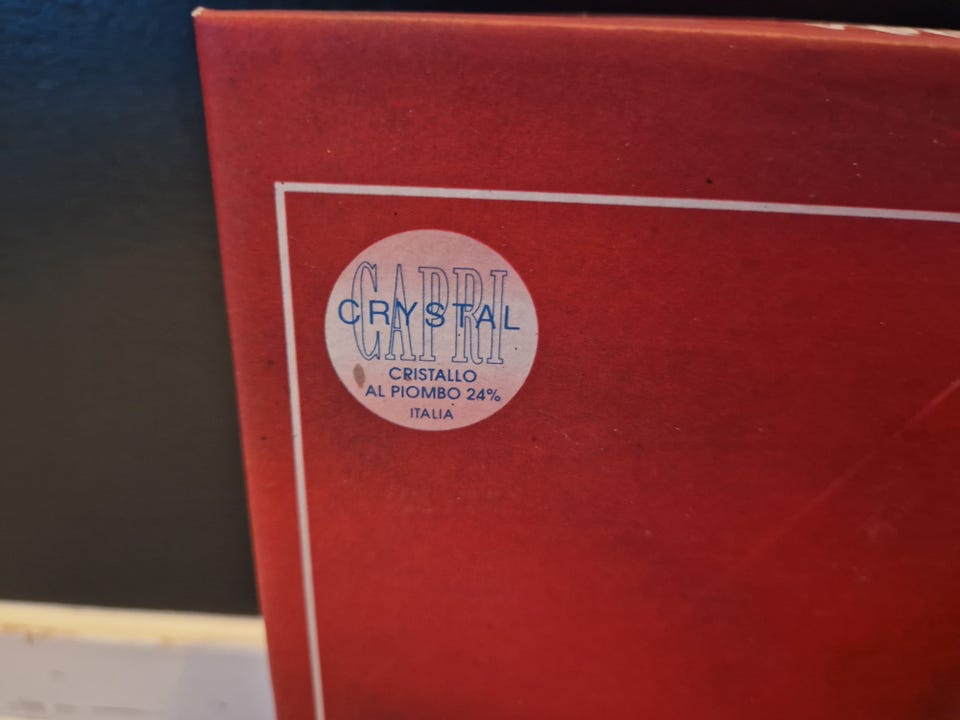 CAPRI
CRYSTAL
CRISTALLO
AL PIOMBO 24%
ITALIA